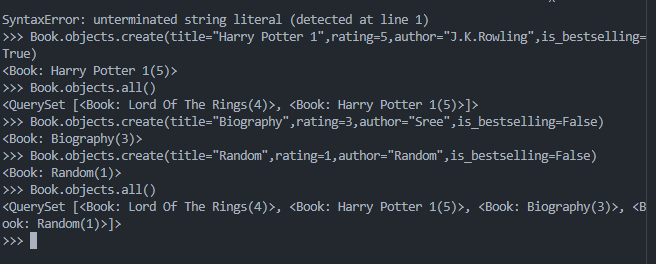 SyntaxError: unterminated string literal (detected at line 1)
>>> Book.objects.create(title="Harry Potter 1",rating=5,author="J.K.Rowling",is_bestselling=
True)
<Book: Harry Potter 1(5)>
>>> Book.objects.all()
<QuerySet [<Book: Lord Of The Rings(4)>, <Book: Harry Potter 1(5)>]>
>>> Book.objects.create(title="Biography",rating=3,author="Sree",is_bestselling=False)
<Book: Biography(3)>
>>> Book.objects.create(title="Random",rating=1,author="Random",is_bestselling=False)
<Book: Random(1)>
>>> Book.objects.all()
<QuerySet [<Book: Lord Of The Rings(4)>, <Book: Harry Potter 1(5)>, <Book: Biography(3)>, <B
ook: Random(1)>]>
>>>